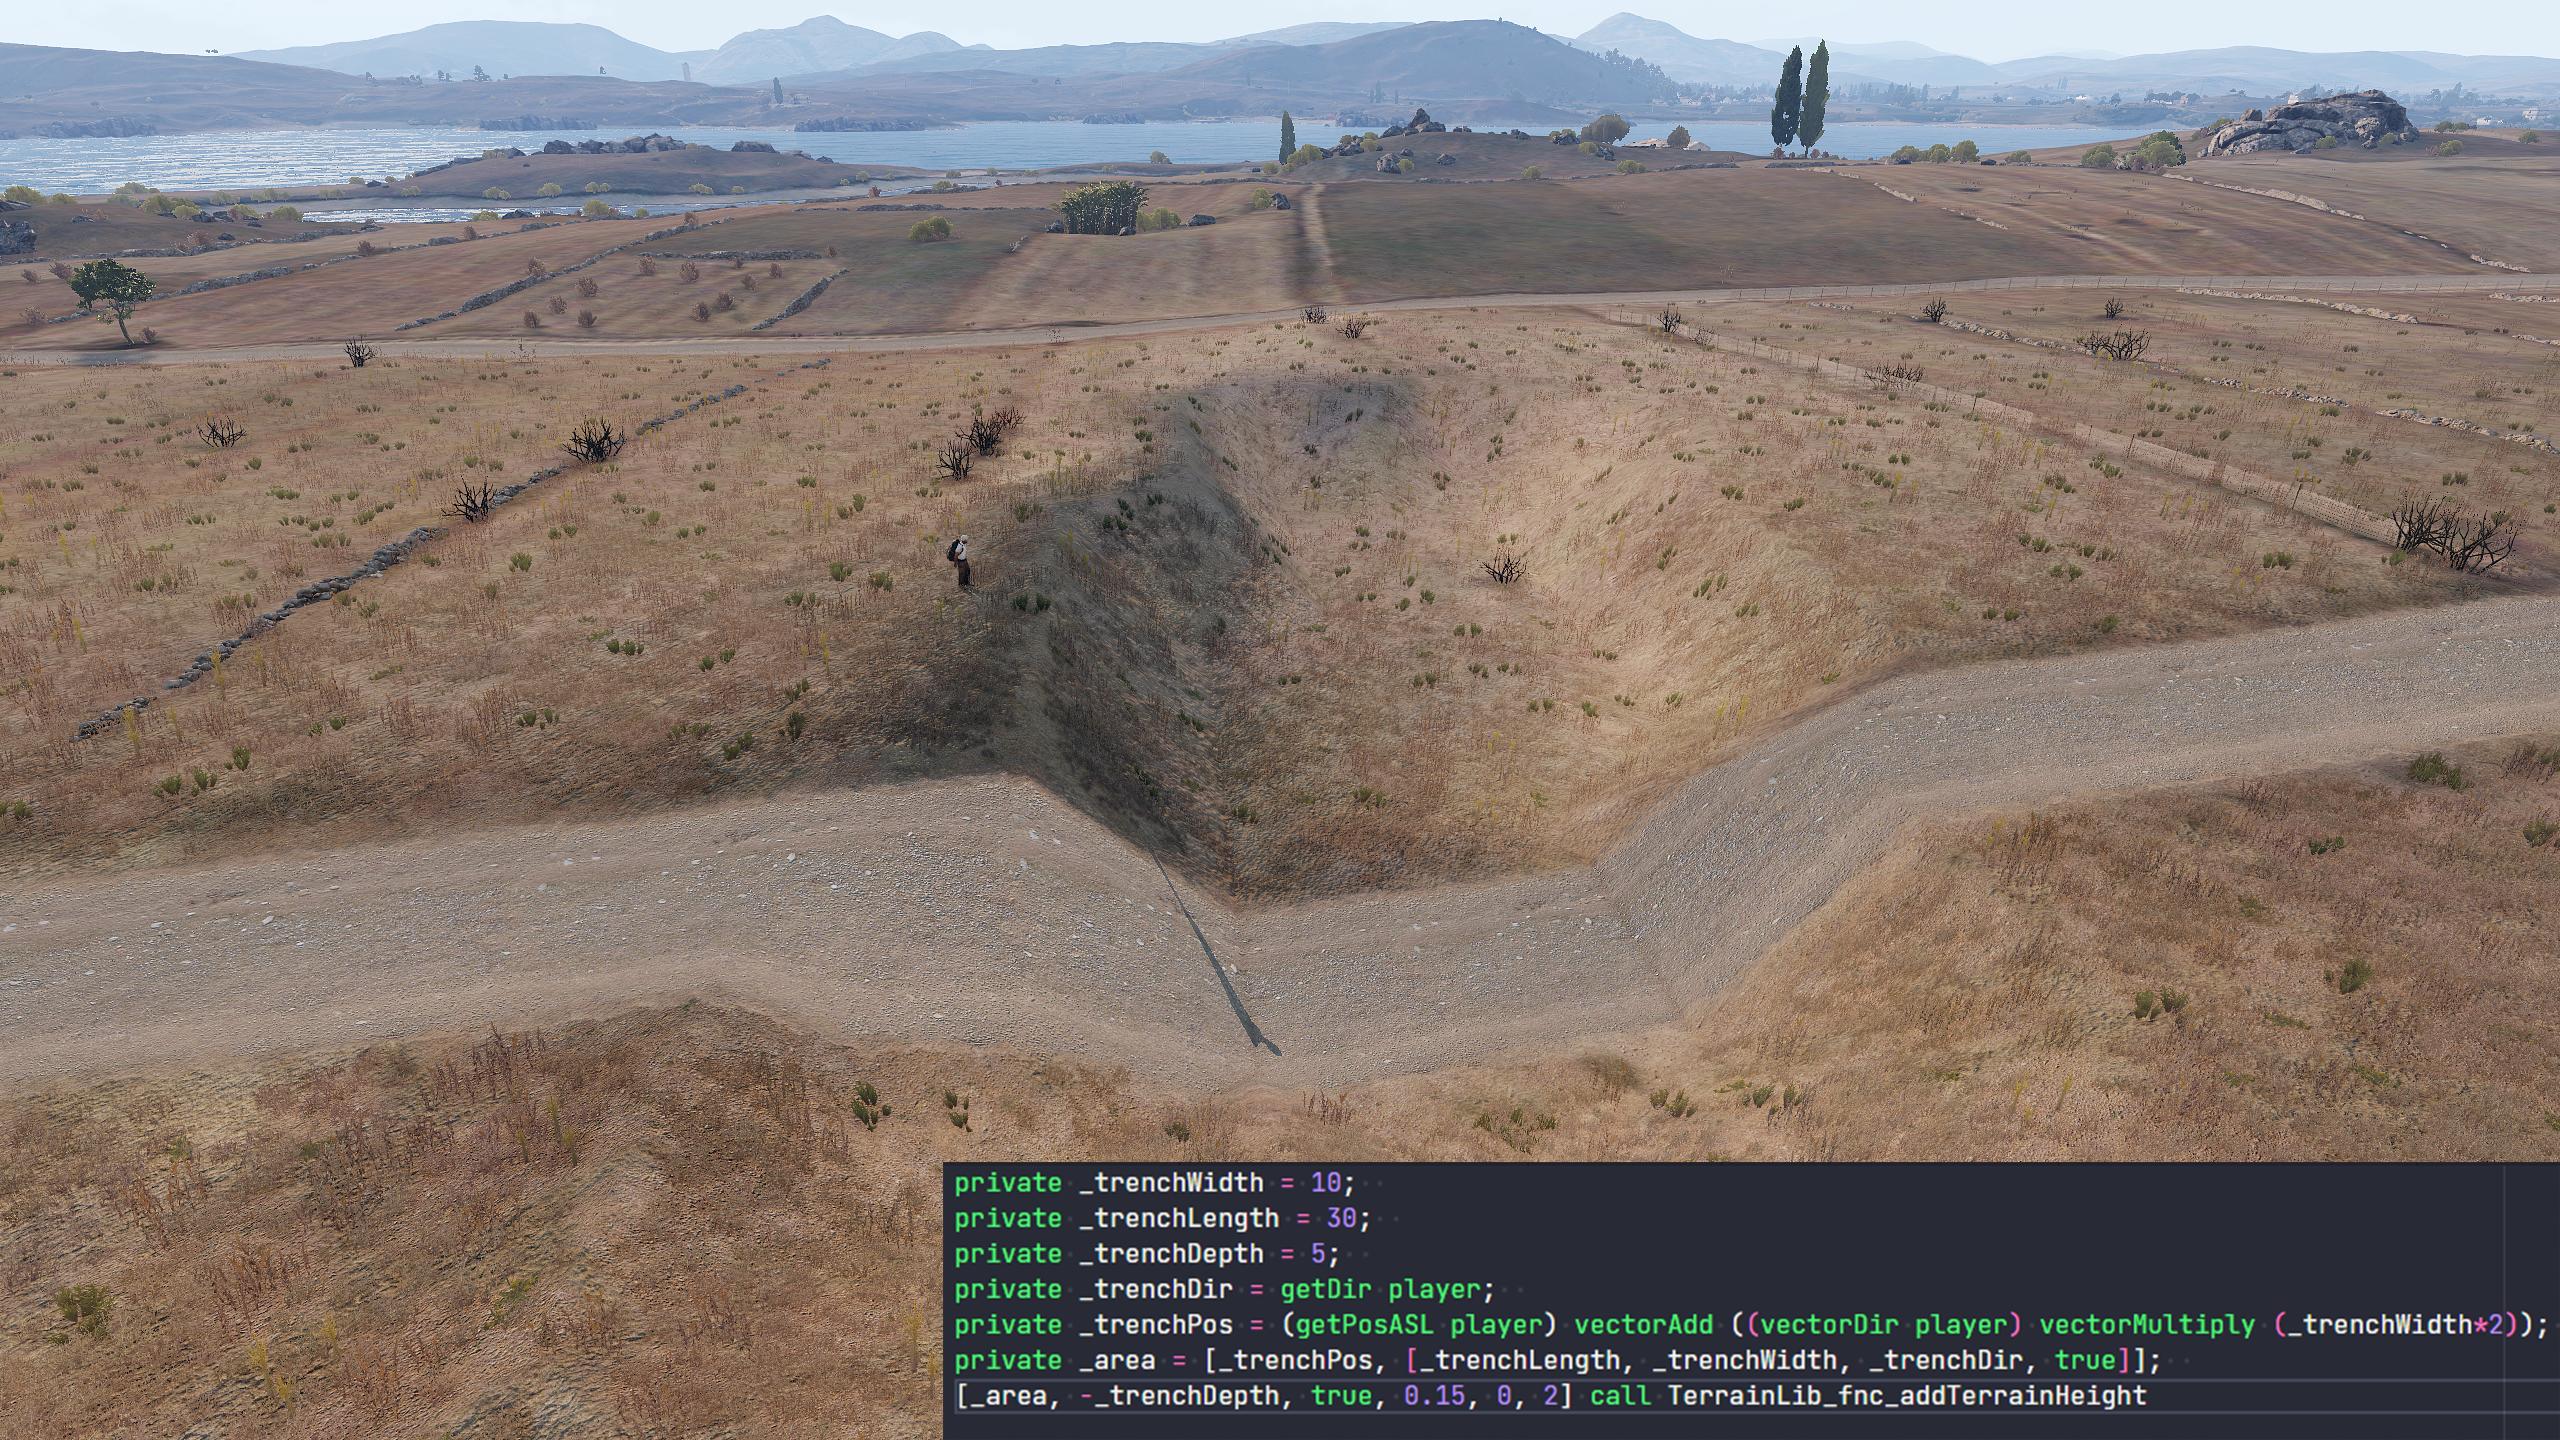 private _trenchWidth = 10;
private _trenchLength = 30;
private _trenchDepth = 5;
private _trenchDir = getDir player;
private _trenchPos = (getPosASL player) vectorAdd ((vectorDir player) vectorMultiply (_trenchWidth*2));
private _area = [_trenchPos, [_trenchLength, _trenchWidth, _trenchDir, true]];
[_area, -_trenchDepth, true, 0.15, 0, 2] call TerrainLib_fnc_addTerrainHeight